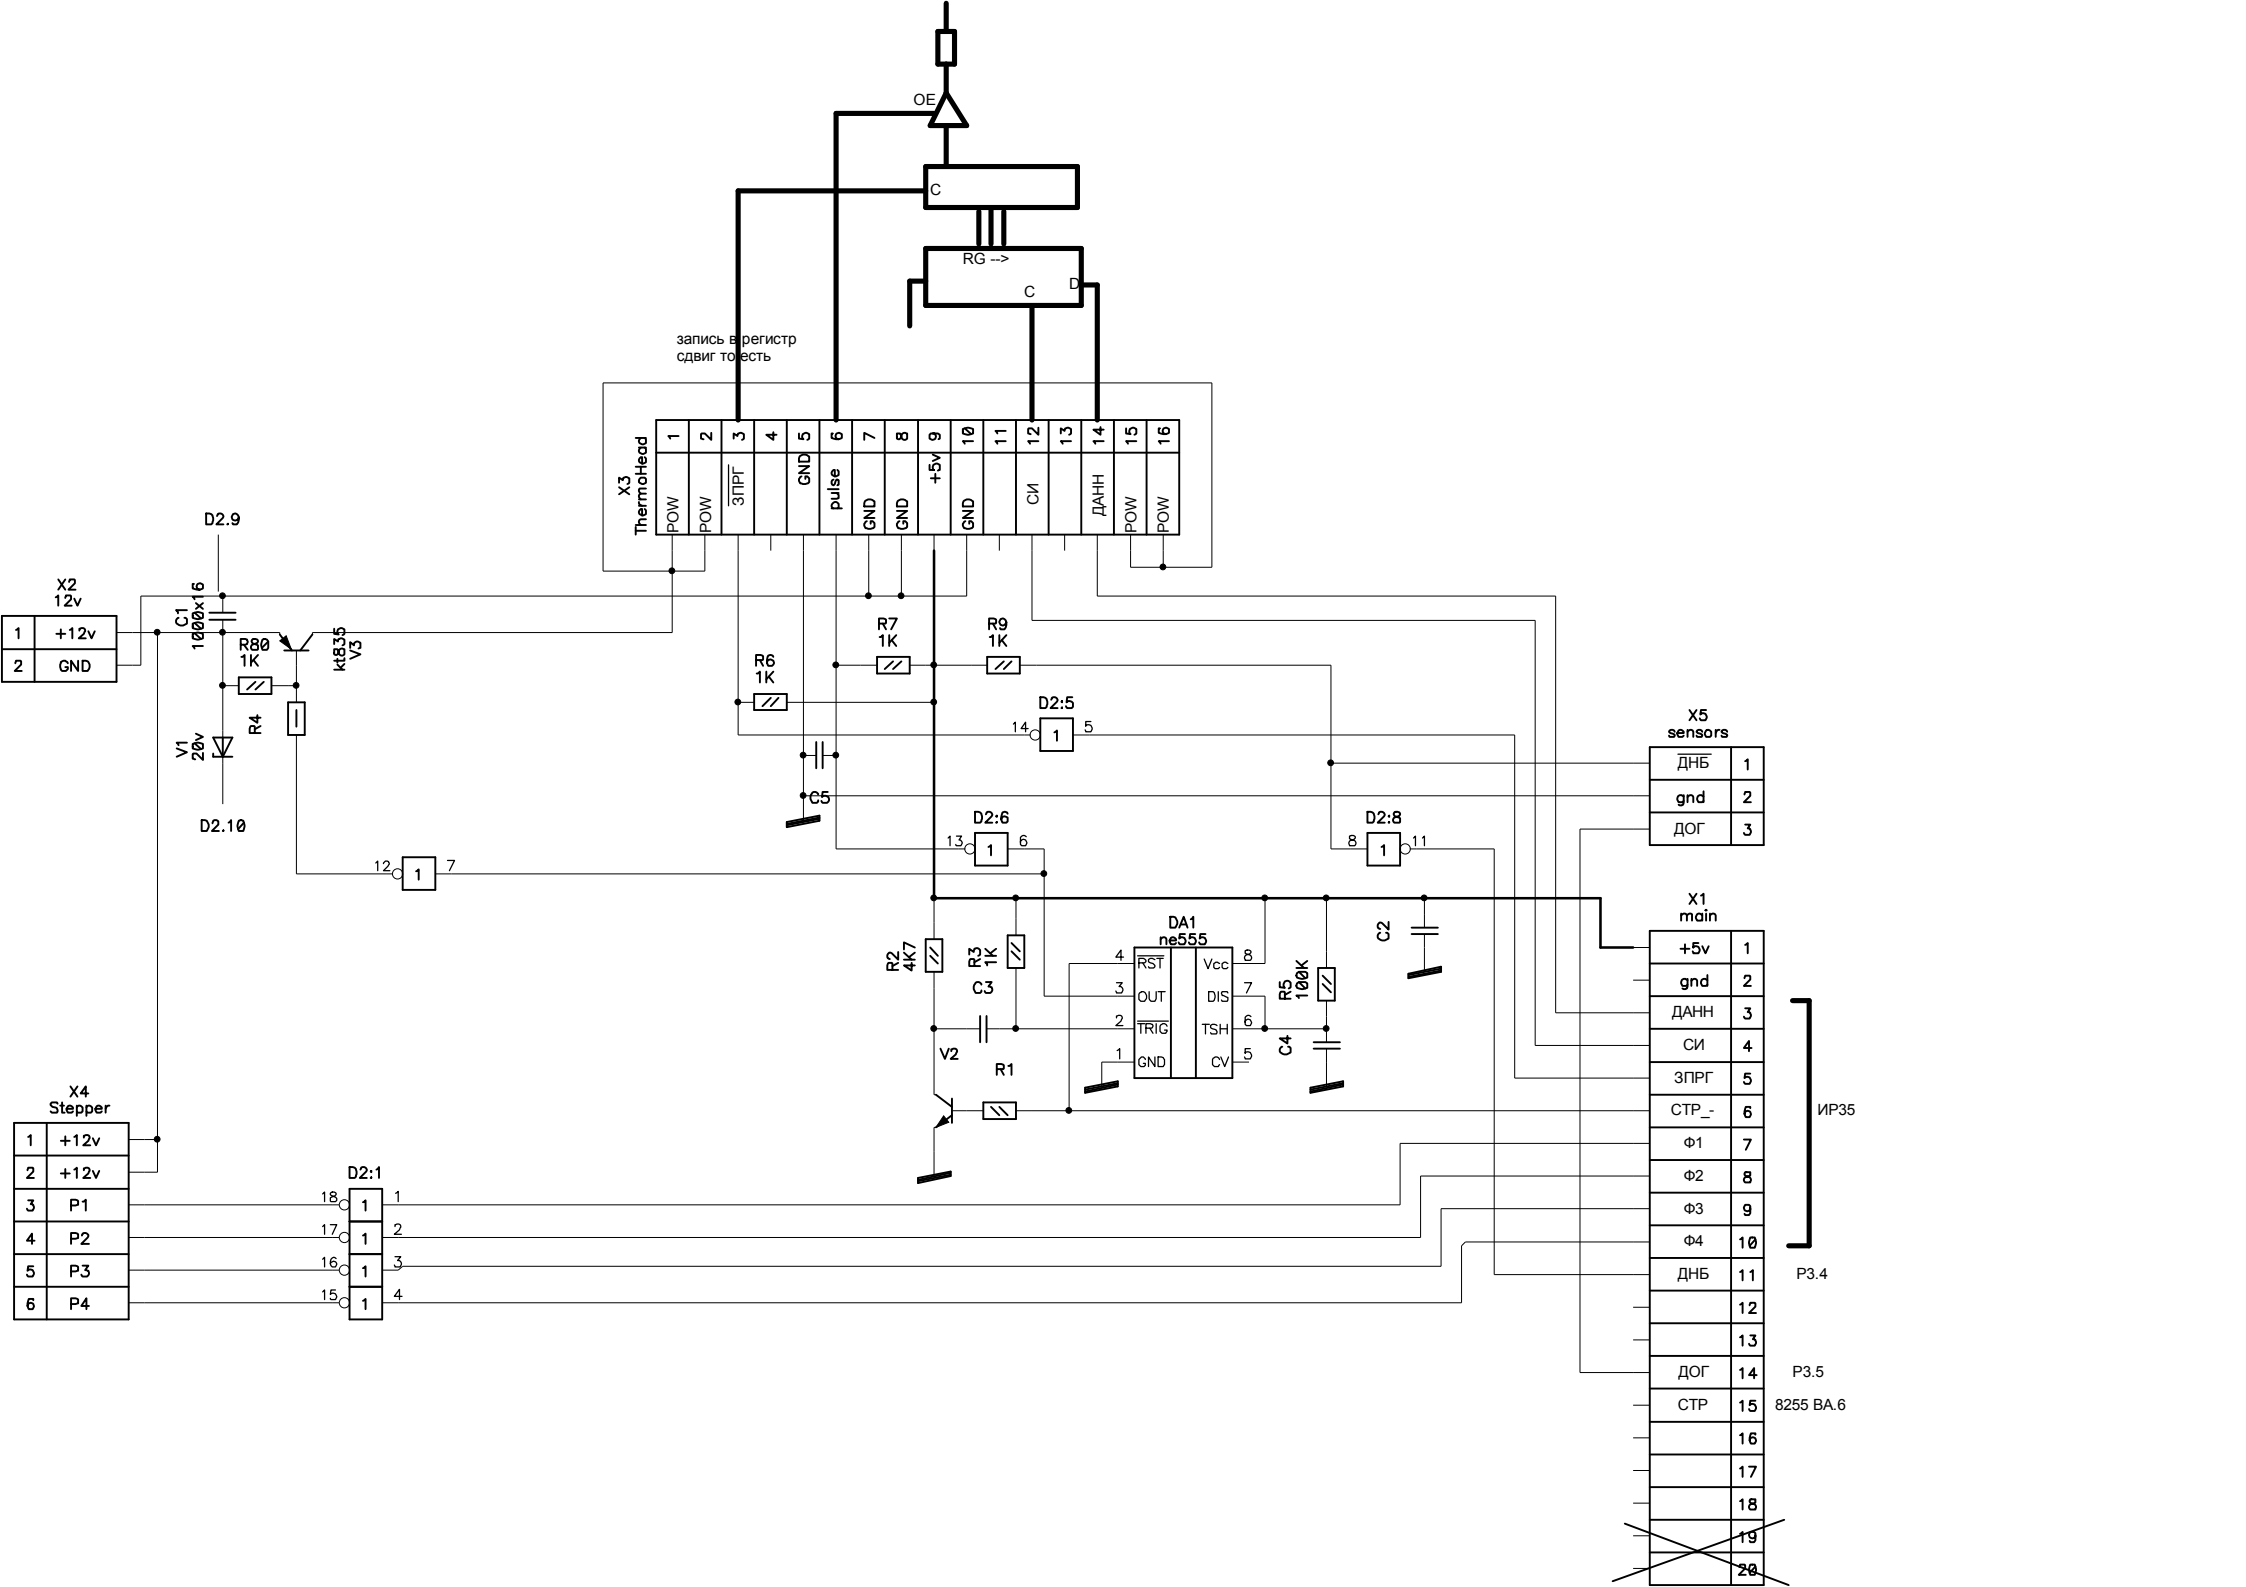 OE
C
RG -->
C
D
запись в регистр
сдвиг то есть
X3
ThermoHead
1 2 3 4 5 6 7 8 9 10 11 12 13 14 15 16
POW
POW
ЗПРГ
GND
pulse
GND
GND
+5v
GND
СИ
ДАНН
POW
POW
D2.9
X2
12v
1 +12v
2 GND
C1
1000x16
R80
1K
kt835
V3
R4
V1
20v
D2.10
R7
1K
R9
1K
R6
1K
D2:5
14 1 5
C5
D2:6
13 1 6
D2:8
8 1 11
12 1 7
X5
sensors
ДНБ 1
gnd 2
ДОГ 3
R2
4K7
R3
1K
C3
V2
R1
DA1
ne555
4 RST Vcc 8
3 OUT DIS 7
2 TRIG TSH 6
1 GND CV 5
R5
100K
C4
C2
X1
main
+5v 1
gnd 2
ДАНН 3
СИ 4
ЗПРГ 5
СТР_- 6
ИР35
Ф1 7
Ф2 8
Ф3 9
Ф4 10
ДНБ 11 P3.4
12
13
ДОГ 14 P3.5
СТР 15 8255 BA.6
16
17
18
19
20
X4
Stepper
1 +12v
2 +12v
3 P1
4 P2
5 P3
6 P4
D2:1
18 1 1
17 1 2
16 1 3
15 1 4